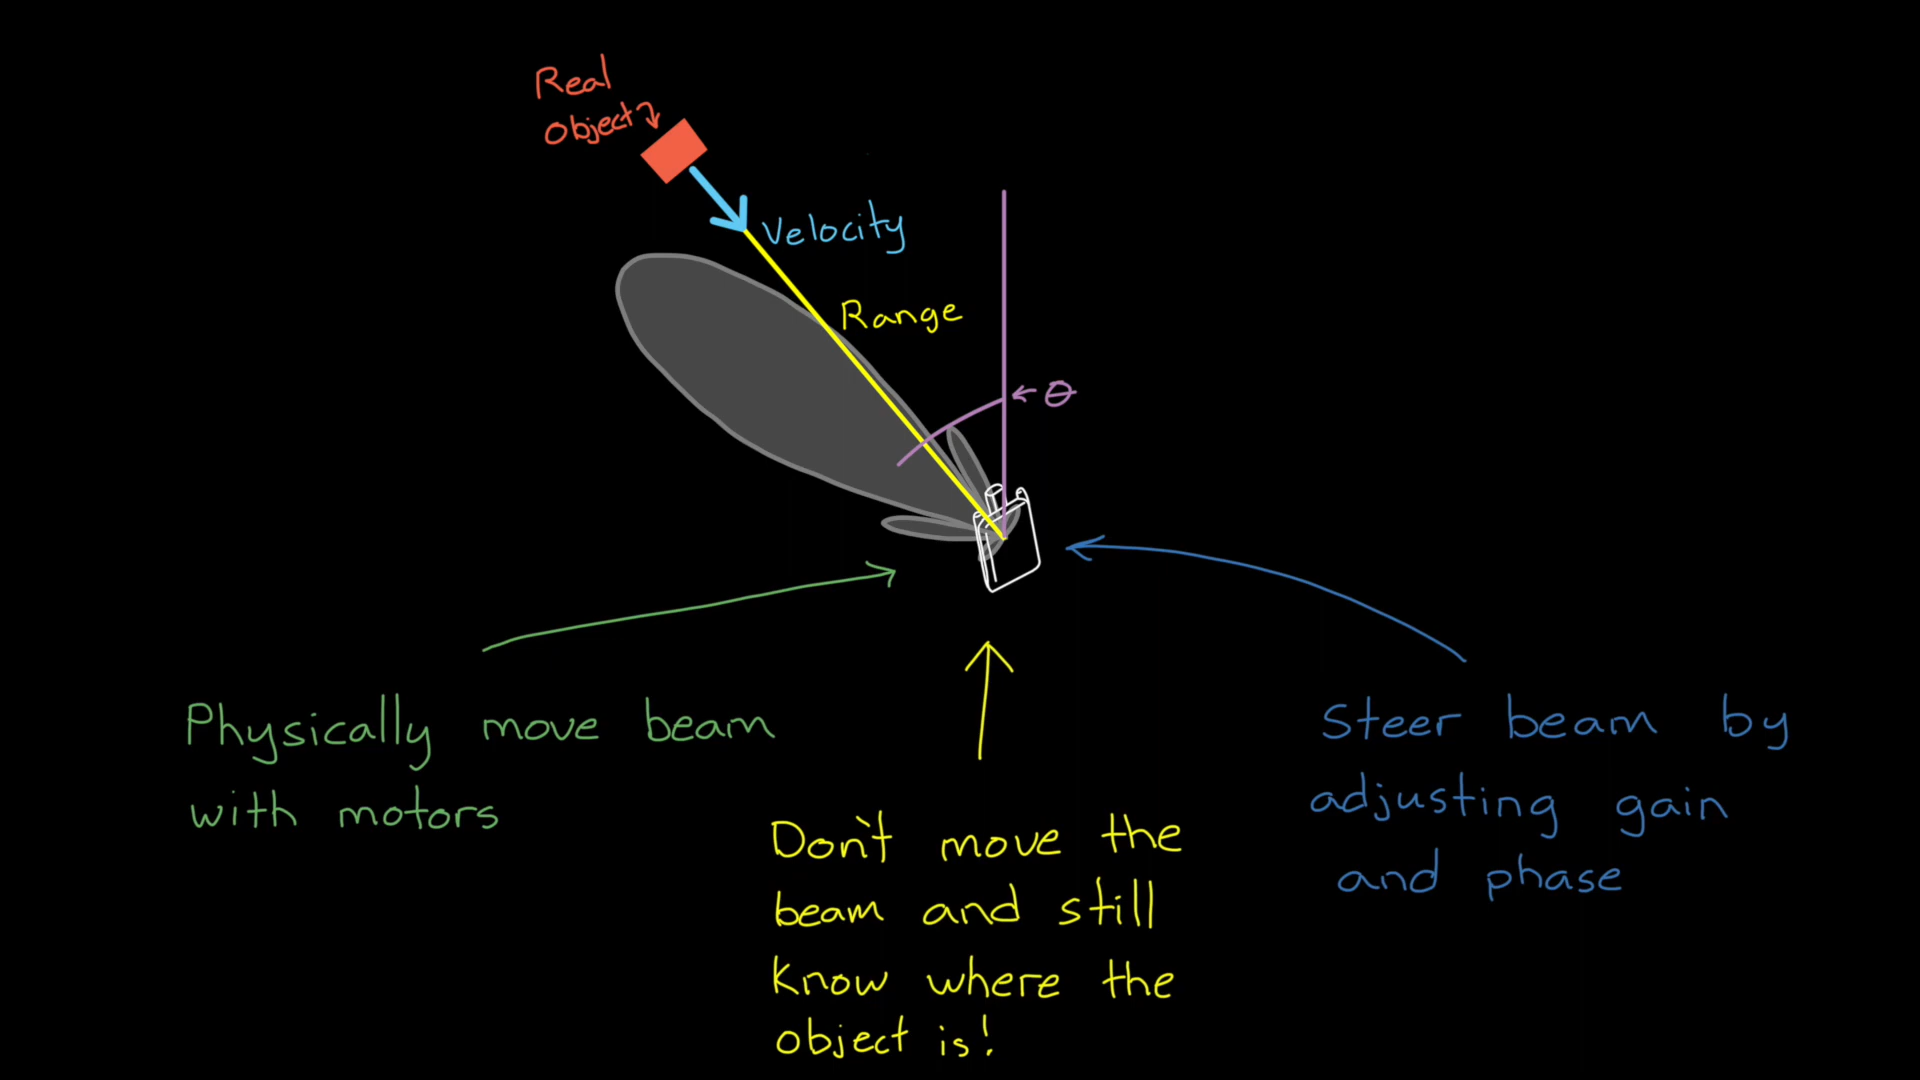 Real
Object
Velocity
Range
θ
Physically move beam
with motors
Don't move the
beam and still
know where the
object is!
Steer beam by
adjusting gain
and phase